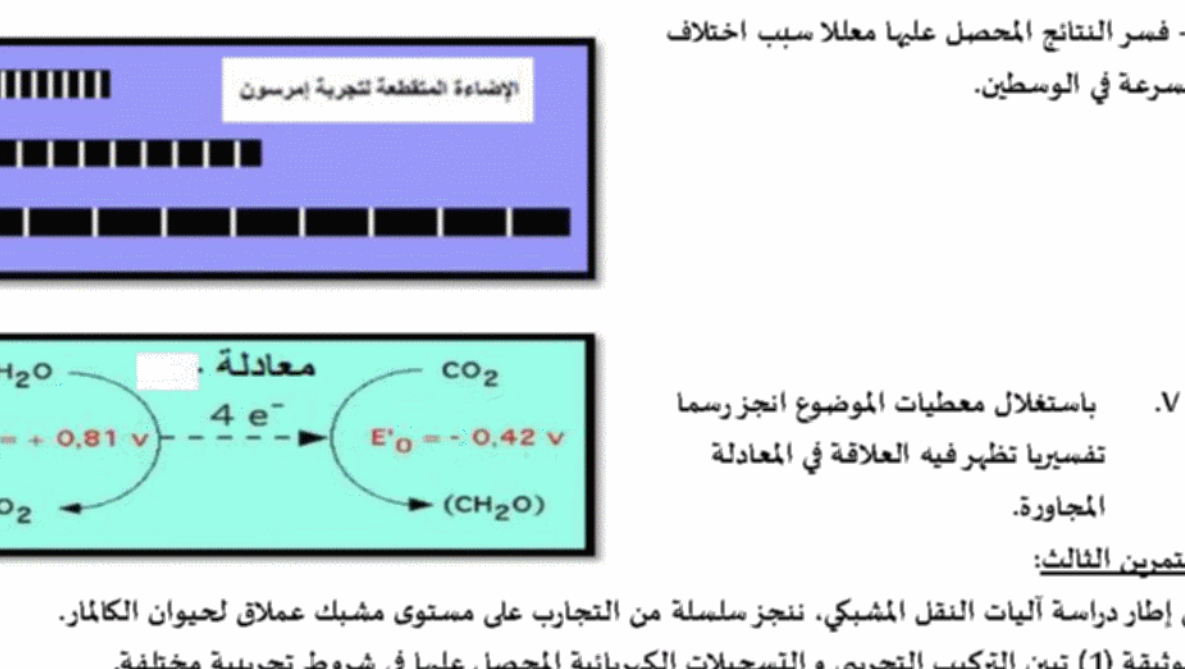 - فسر النتائج المحصل عليها معللا سبب اختلاف
سرعة في الوسطين.
الإضاءة المتقطعة لتجربة إمرسون
معادلة
H2O
CO2
4 e⁻
= + 0,81 v
E'0 = - 0,42 v
O2
(CH2O)
V. باستغلال معطيات الموضوع انجز رسما
تفسيريا تظهر فيه العلاقة في المعادلة
المجاورة.
تمرين الثالث:
إطار دراسة آليات النقل المشبكي، ننجز سلسلة من التجارب على مستوى مشبك عملاق لحيوان الكالمار.
وثيقة (1) تبين التركيب التجريبي و التسجيلات الكهربائية المحصل عليها في شروط تجريبية مختلفة.